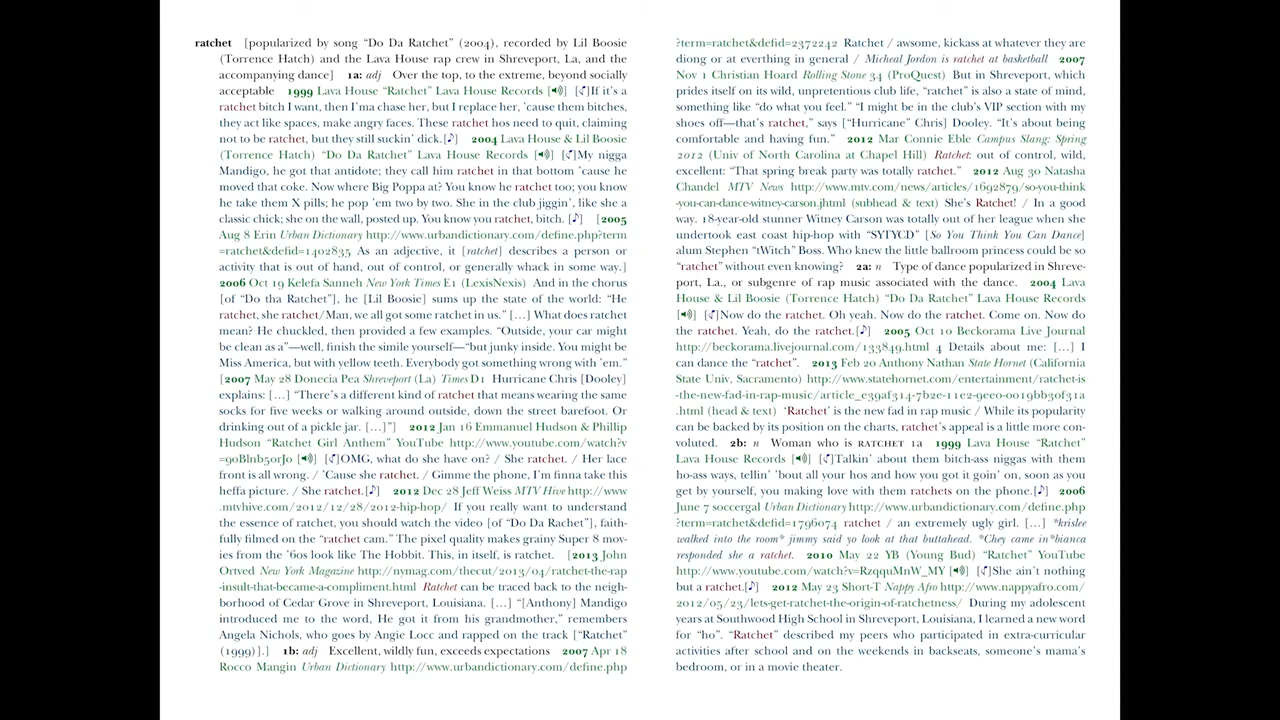 ratchet [popularized by song “Do Da Ratchet” (2004), recorded by Lil Boosie
(Torrence Hatch) and the Lava House rap crew in Shreveport, La, and the
accompanying dance] 1a: adj Over the top, to the extreme, beyond socially
acceptable 1999 Lava House “Ratchet” Lava House Records [🔊] [♪]If it’s a
ratchet bitch I want, then I’ma chase her, but I replace her, ’cause them bitches,
they act like spaces, make angry faces. These ratchet hos need to quit, claiming
not to be ratchet, but they still suckin’ dick.[♪] 2004 Lava House & Lil Boosie
(Torrence Hatch) “Do Da Ratchet” Lava House Records [🔊] [♪]My nigga
Mandigo, he got that antidote; they call him ratchet in that bottom ’cause he
moved that coke. Now where Big Poppa at? You know he ratchet too; you know
he take them X pills; he pop ’em two by two. She in the club jiggin’, like she a
classic chick; she on the wall, posted up. You know you ratchet, bitch. [♪] [2005
Aug 8 Erin Urban Dictionary http://www.urbandictionary.com/define.php?term
=ratchet&defid=1402835 As an adjective, it [ratchet] describes a person or
activity that is out of hand, out of control, or generally whack in some way.]
2006 Oct 19 Kelefa Sanneh New York Times E1 (LexisNexis) And in the chorus
[of “Do tha Ratchet”], he [Lil Boosie] sums up the state of the world: “He
ratchet, she ratchet/Man, we all got some ratchet in us.” […] What does ratchet
mean? He chuckled, then provided a few examples. “Outside, your car might
be clean as a”—well, finish the simile yourself—“but junky inside. You might be
Miss America, but with yellow teeth. Everybody got something wrong with ’em.”
[2007 May 28 Donecia Pea Shreveport (La) Times D1 Hurricane Chris [Dooley]
explains: […] “There’s a different kind of ratchet that means wearing the same
socks for five weeks or walking around outside, down the street barefoot. Or
drinking out of a pickle jar. […]”] 2012 Jan 16 Emmanuel Hudson & Phillip
Hudson “Ratchet Girl Anthem” YouTube http://www.youtube.com/watch?v
=90Blnb5orJo [🔊] [♪]OMG, what do she have on? / She ratchet. / Her lace
front is all wrong. / ’Cause she ratchet. / Gimme the phone, I’m finna take this
heffa picture. / She ratchet.[♪] 2012 Dec 28 Jeff Weiss MTV Hive http://www
.mtvhive.com/2012/12/28/2012-hip-hop/ If you really want to understand
the essence of ratchet, you should watch the video [of “Do Da Rachet”], faith-
fully filmed on the “ratchet cam.” The pixel quality makes grainy Super 8 mov-
ies from the ’60s look like The Hobbit. This, in itself, is ratchet. [2013 John
Ortved New York Magazine http://nymag.com/thecut/2013/04/ratchet-the-rap
-insult-that-became-a-compliment.html Ratchet can be traced back to the neigh-
borhood of Cedar Grove in Shreveport, Louisiana. […] “[Anthony] Mandigo
introduced me to the word, He got it from his grandmother,” remembers
Angela Nichols, who goes by Angie Locc and rapped on the track [“Ratchet”
(1999)].] 1b: adj Excellent, wildly fun, exceeds expectations 2007 Apr 18
Rocco Mangin Urban Dictionary http://www.urbandictionary.com/define.php
?term=ratchet&defid=2372242 Ratchet / awsome, kickass at whatever they are
diong or at everthing in general / Micheal Jordon is ratchet at basketball 2007
Nov 1 Christian Hoard Rolling Stone 34 (ProQuest) But in Shreveport, which
prides itself on its wild, unpretentious club life, “ratchet” is also a state of mind,
something like “do what you feel.” “I might be in the club’s VIP section with my
shoes off—that’s ratchet,” says [“Hurricane” Chris] Dooley. “It’s about being
comfortable and having fun.” 2012 Mar Connie Eble Campus Slang: Spring
2012 (Univ of North Carolina at Chapel Hill) Ratchet: out of control, wild,
excellent: “That spring break party was totally ratchet.” 2012 Aug 30 Natasha
Chandel MTV News http://www.mtv.com/news/articles/1692879/so-you-think
-you-can-dance-witney-carson.jhtml (subhead & text) She’s Ratchet! / In a good
way. 18-year-old stunner Witney Carson was totally out of her league when she
undertook east coast hip-hop with “SYTYCD” [So You Think You Can Dance]
alum Stephen “tWitch” Boss. Who knew the little ballroom princess could be so
“ratchet” without even knowing? 2a: n Type of dance popularized in Shreve-
port, La., or subgenre of rap music associated with the dance. 2004 Lava
House & Lil Boosie (Torrence Hatch) “Do Da Ratchet” Lava House Records
[🔊] [♪]Now do the ratchet. Oh yeah. Now do the ratchet. Come on. Now do
the ratchet. Yeah, do the ratchet.[♪] 2005 Oct 10 Beckorama Live Journal
http://beckorama.livejournal.com/133849.html 4 Details about me: […] I
can dance the “ratchet”. 2013 Feb 20 Anthony Nathan State Hornet (California
State Univ, Sacramento) http://www.statehornet.com/entertainment/ratchet-is
-the-new-fad-in-rap-music/article_e39af314-7b2e-11e2-9ee0-0019bb30f31a
.html (head & text) ‘Ratchet’ is the new fad in rap music / While its popularity
can be backed by its position on the charts, ratchet’s appeal is a little more con-
voluted. 2b: n Woman who is RATCHET 1a 1999 Lava House “Ratchet”
Lava House Records [🔊] [♪]Talkin’ about them bitch-ass niggas with them
ho-ass ways, tellin’ ’bout all your hos and how you got it goin’ on, soon as you
get by yourself, you making love with them ratchets on the phone.[♪] 2006
June 7 soccergal Urban Dictionary http://www.urbandictionary.com/define.php
?term=ratchet&defid=1796074 ratchet / an extremely ugly girl. […] *krislee
walked into the room* jimmy said yo look at that buttahead. *Chey came in*bianca
responded she a ratchet. 2010 May 22 YB (Young Bud) “Ratchet” YouTube
http://www.youtube.com/watch?v=RzqquMnW_MY [🔊] [♪]She ain’t nothing
but a ratchet.[♪] 2012 May 23 Short-T Nappy Afro http://www.nappyafro.com/
2012/05/23/lets-get-ratchet-the-origin-of-ratchetness/ During my adolescent
years at Southwood High School in Shreveport, Louisiana, I learned a new word
for “ho”. “Ratchet” described my peers who participated in extra-curricular
activities after school and on the weekends in backseats, someone’s mama’s
bedroom, or in a movie theater.